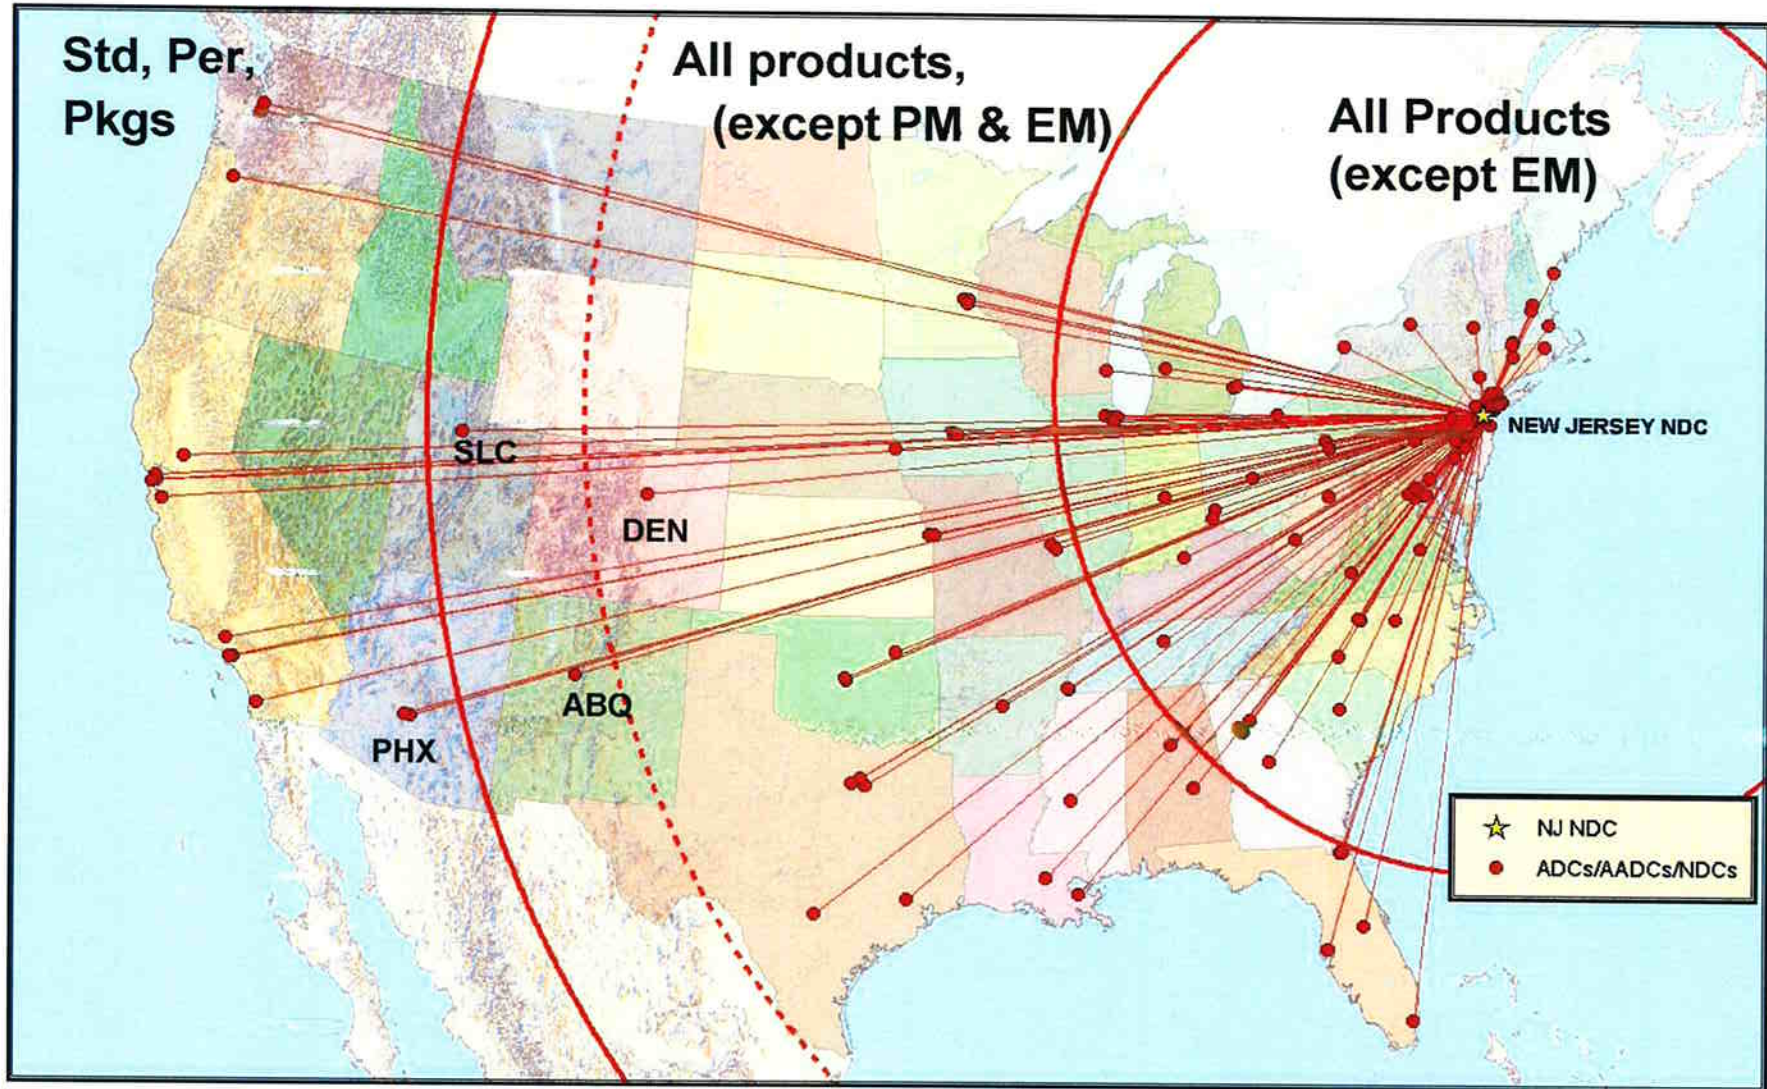 Std, Per,
Pkgs
All products,
(except PM & EM)
All Products
(except EM)
NEW JERSEY NDC
SLC
DEN
ABQ
PHX
NJ NDC
ADCs/AADCs/NDCs